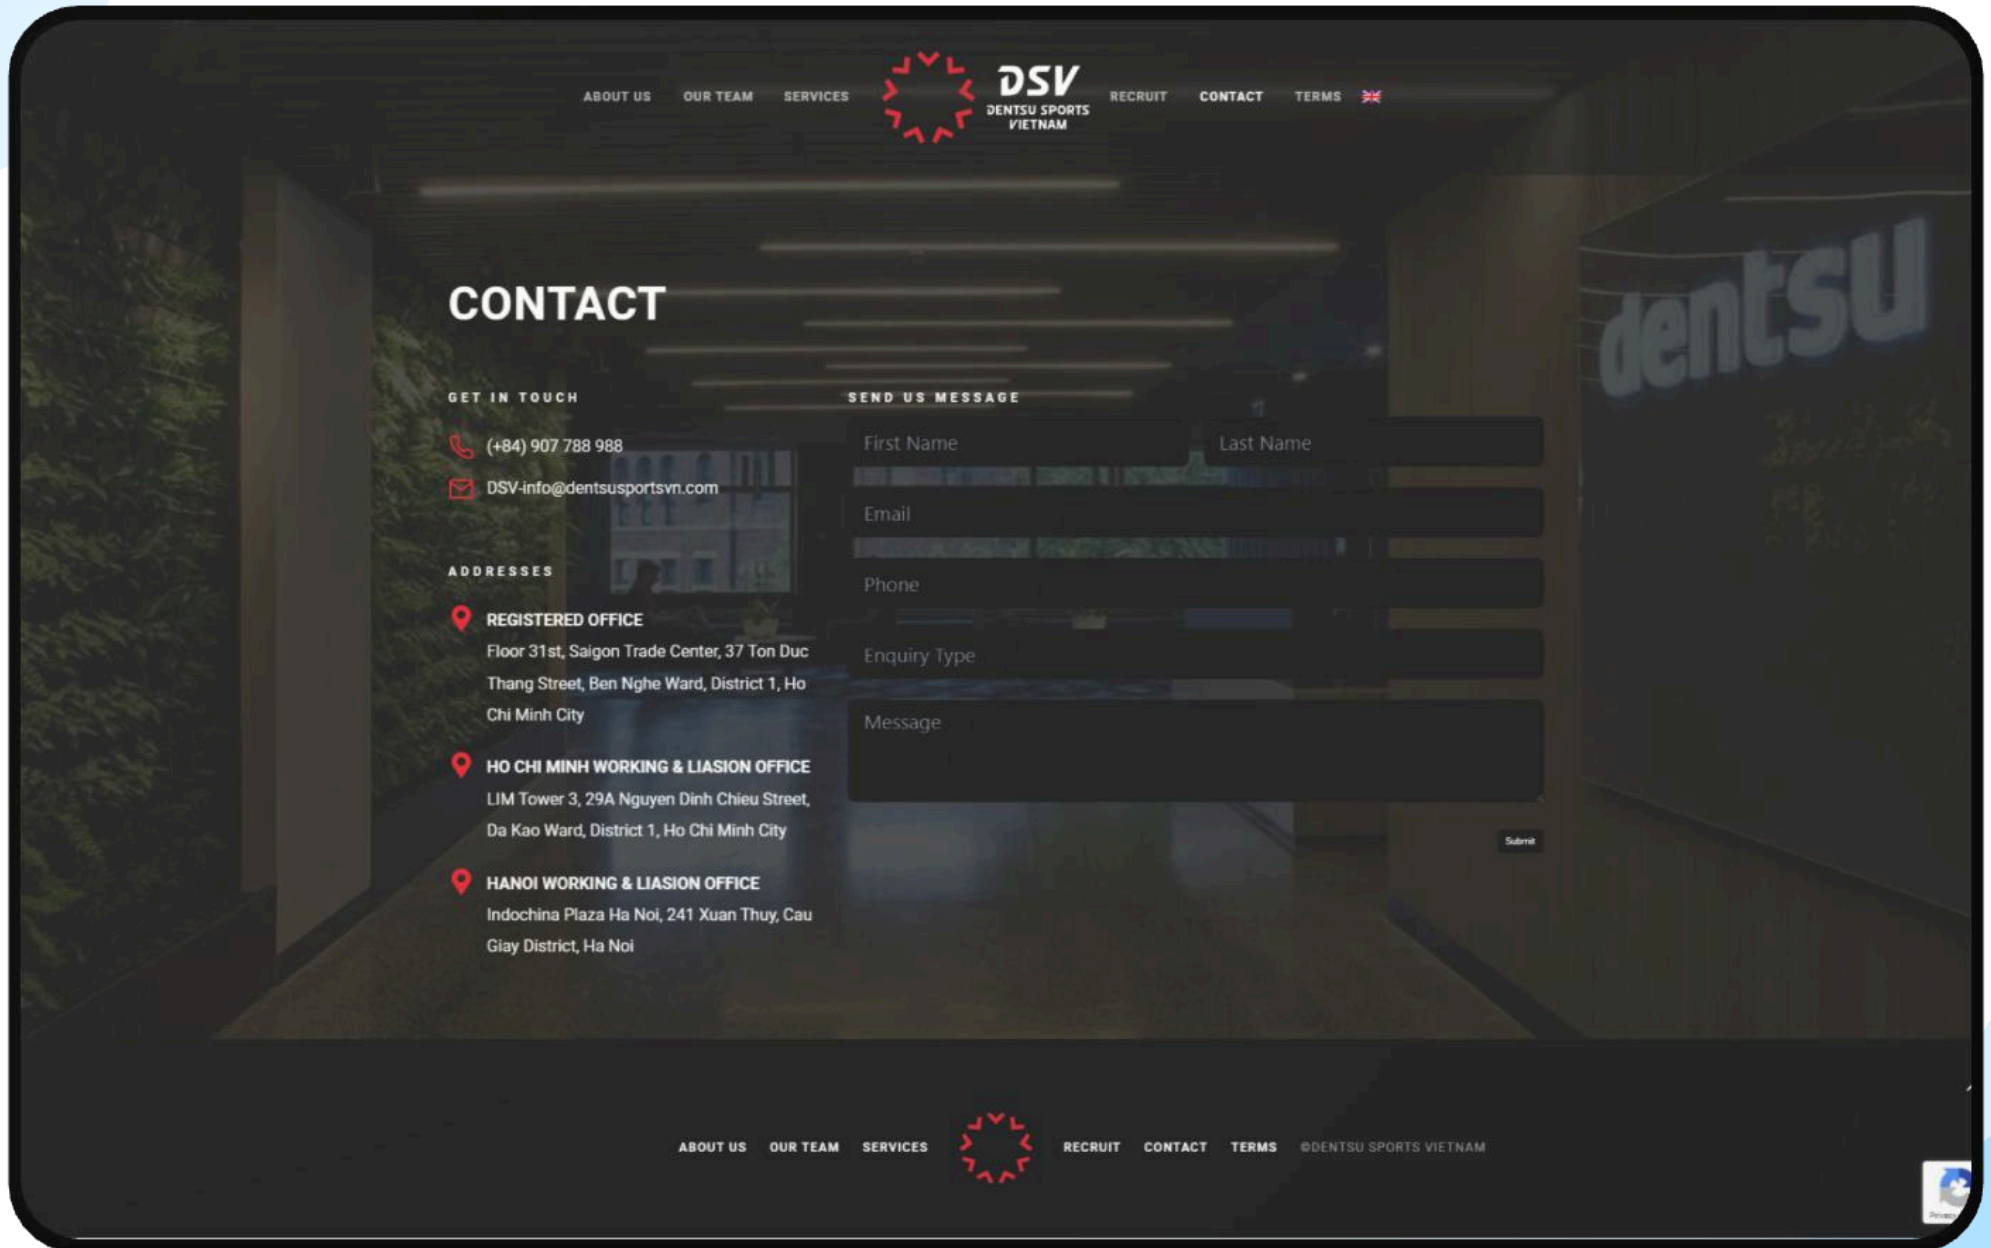 ABOUT US
OUR TEAM
SERVICES
DSV
DENTSU SPORTS
VIETNAM
RECRUIT
CONTACT
TERMS
dentsu
CONTACT
GET IN TOUCH
(+84) 907 788 988
DSV-info@dentsusportsvn.com
ADDRESSES
REGISTERED OFFICE
Floor 31st, Saigon Trade Center, 37 Ton Duc
Thang Street, Ben Nghe Ward, District 1, Ho
Chi Minh City
HO CHI MINH WORKING & LIASION OFFICE
LIM Tower 3, 29A Nguyen Dinh Chieu Street,
Da Kao Ward, District 1, Ho Chi Minh City
HANOI WORKING & LIASION OFFICE
Indochina Plaza Ha Noi, 241 Xuan Thuy, Cau
Giay District, Ha Noi
SEND US MESSAGE
First Name
Last Name
Email
Phone
Enquiry Type
Message
Submit
ABOUT US
OUR TEAM
SERVICES
RECRUIT
CONTACT
TERMS
©DENTSU SPORTS VIETNAM